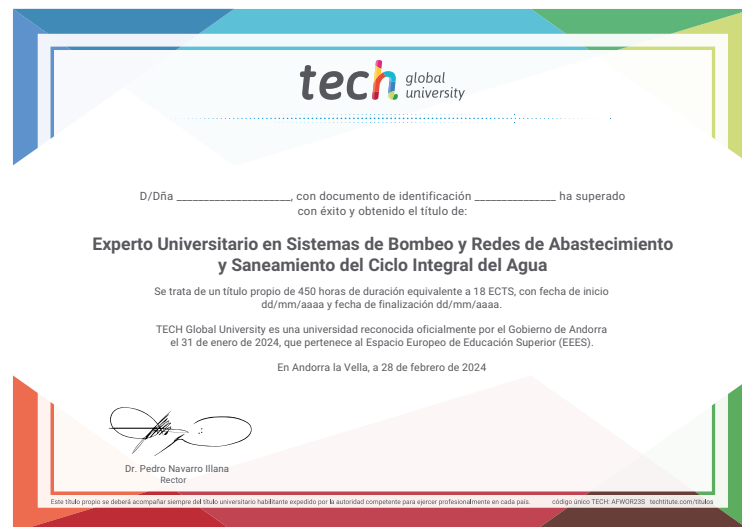 tech global university
D/Dña ______________________, con documento de identificación _______________ ha superado
con éxito y obtenido el título de:
Experto Universitario en Sistemas de Bombeo y Redes de Abastecimiento
y Saneamiento del Ciclo Integral del Agua
Se trata de un título propio de 450 horas de duración equivalente a 18 ECTS, con fecha de inicio
dd/mm/aaaa y fecha de finalización dd/mm/aaaa.
TECH Global University es una universidad reconocida oficialmente por el Gobierno de Andorra
el 31 de enero de 2024, que pertenece al Espacio Europeo de Educación Superior (EEES).
En Andorra la Vella, a 28 de febrero de 2024
Dr. Pedro Navarro Illana
Rector
Este título propio se deberá acompañar siempre del título universitario habilitante expedido por la autoridad competente para ejercer profesionalmente en cada país. código único TECH: AFWOR23S techtitute.com/titulos